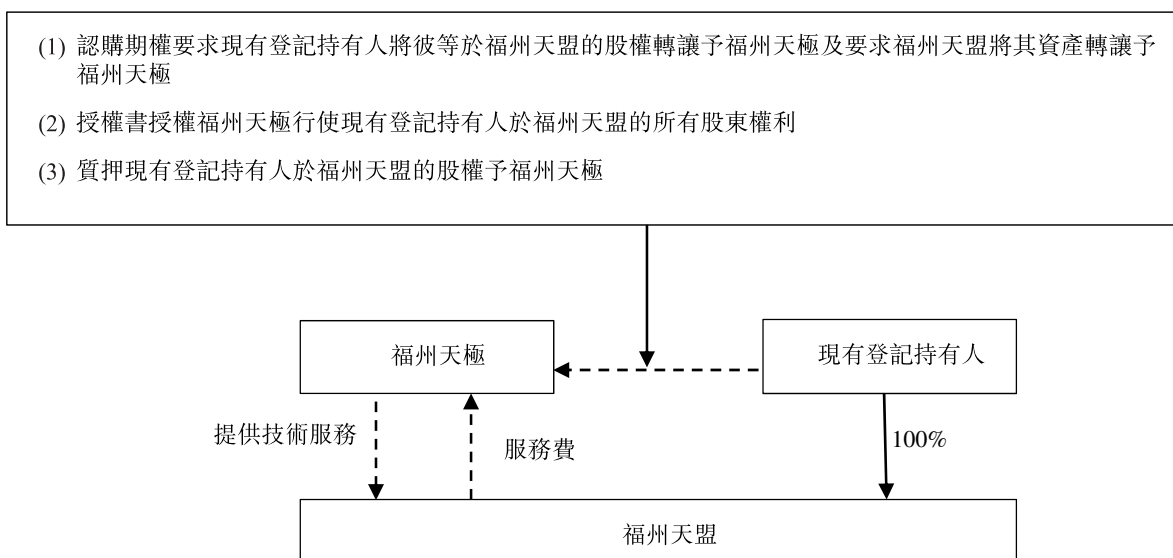 (1) 認購期權要求現有登記持有人將彼等於福州天盟的股權轉讓予福州天極及要求福州天盟將其資產轉讓予
福州天極
(2) 授權書授權福州天極行使現有登記持有人於福州天盟的所有股東權利
(3) 質押現有登記持有人於福州天盟的股權予福州天極
福州天極
現有登記持有人
提供技術服務
服務費
100%
福州天盟